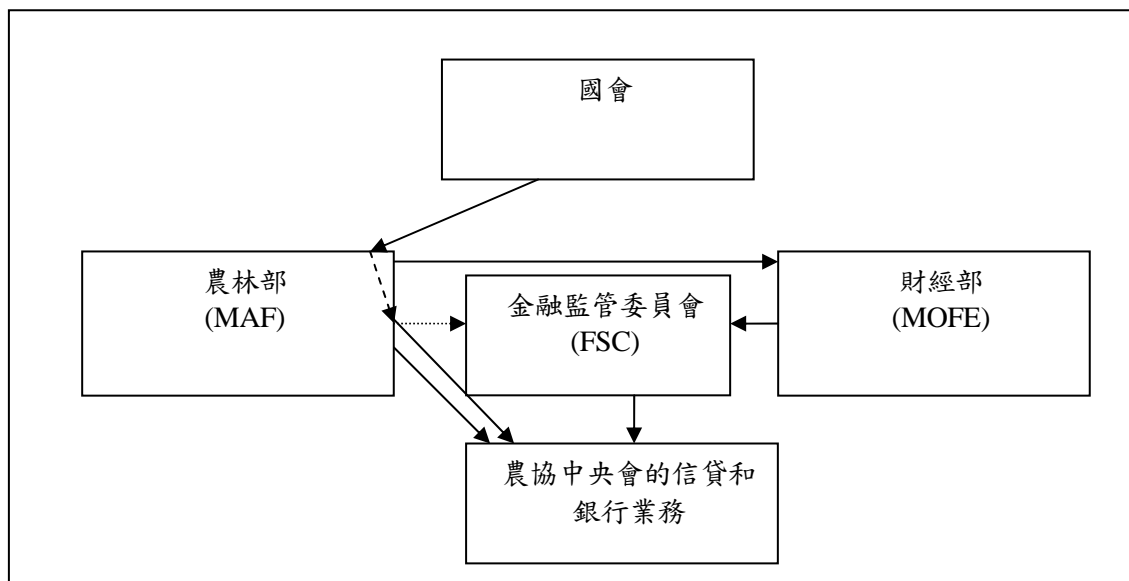 國會
農林部
(MAF)
金融監管委員會
(FSC)
財經部
(MOFE)
農協中央會的信貸和
銀行業務